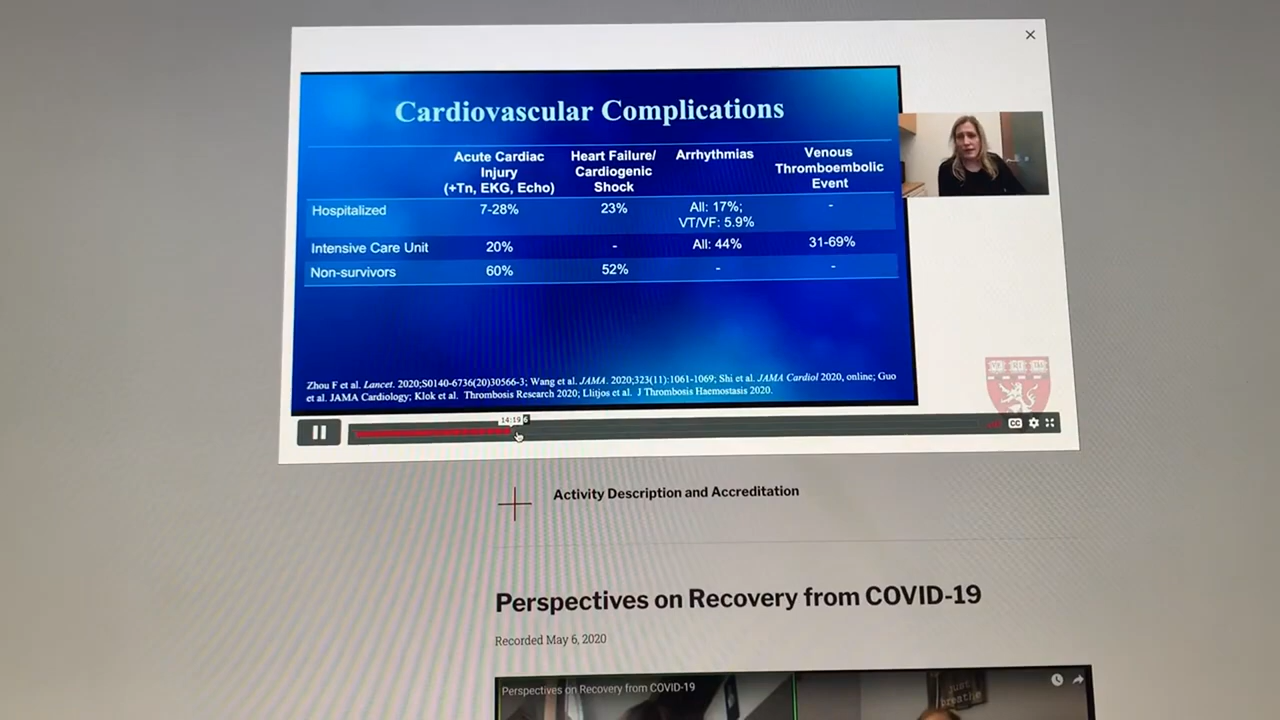 Cardiovascular Complications
Acute Cardiac
Injury
(+Tn, EKG, Echo)
Heart Failure/
Cardiogenic
Shock
Arrhythmias
Venous
Thromboembolic
Event
Hospitalized 7-28% 23% All: 17%; -
VT/VF: 5.9%
Intensive Care Unit 20% - All: 44% 31-69%
Non-survivors 60% 52% - -
Zhou F et al. Lancet. 2020;S0140-6736(20)30566-3; Wang et al. JAMA. 2020;323(11):1061-1069; Shi et al. JAMA Cardiol 2020, online; Guo
et al. JAMA Cardiology; Klok et al. Thrombosis Research 2020; Llitjos et al. J Thrombosis Haemostasis 2020.
14:19
CC
Activity Description and Accreditation
Perspectives on Recovery from COVID-19
Recorded May 6, 2020
Perspectives on Recovery from COVID-19
just
breathe